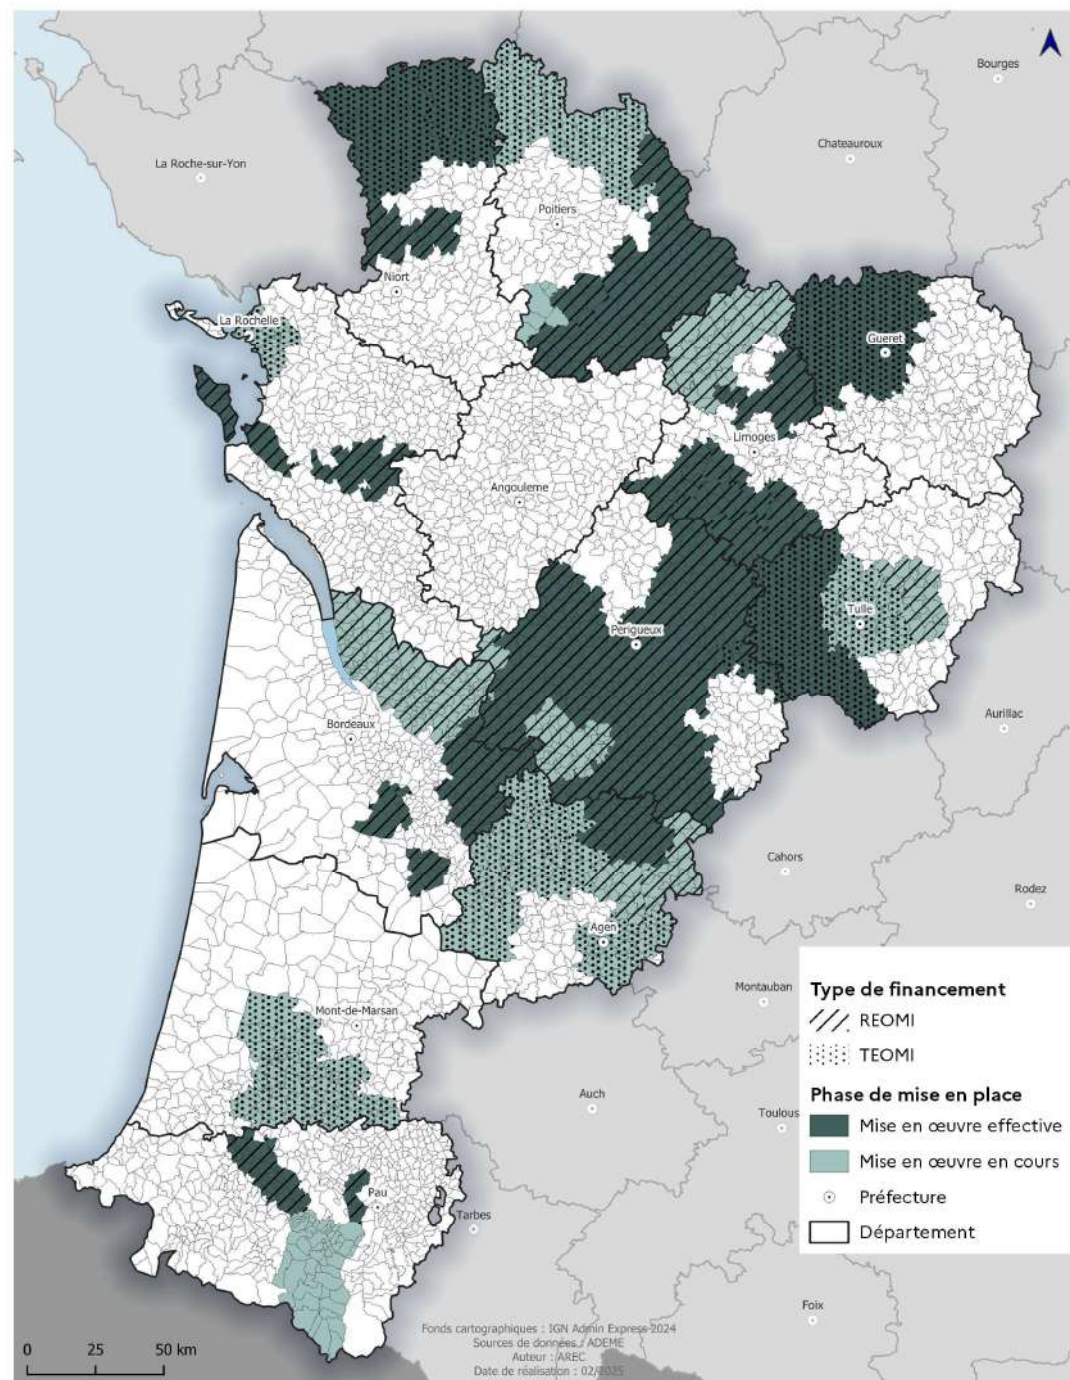 Bourges
Chateauroux
La Roche-sur-Yon
Poitiers
Niort
La Rochelle
Gueret
Limoges
Angouleme
Tulle
Perigueux
Aurillac
Bordeaux
Cahors
Rodez
Agen
Montauban
Mont-de-Marsan
Auch
Toulous
Pau
Tarbes
Foix
Type de financement
REOMI
TEOMI
Phase de mise en place
Mise en œuvre effective
Mise en œuvre en cours
Préfecture
Département
Fonds cartographiques : IGN Admin Express 2024
Sources de données : ADEME
Auteur : AREC
Date de réalisation : 02/2025
0 25 50 km